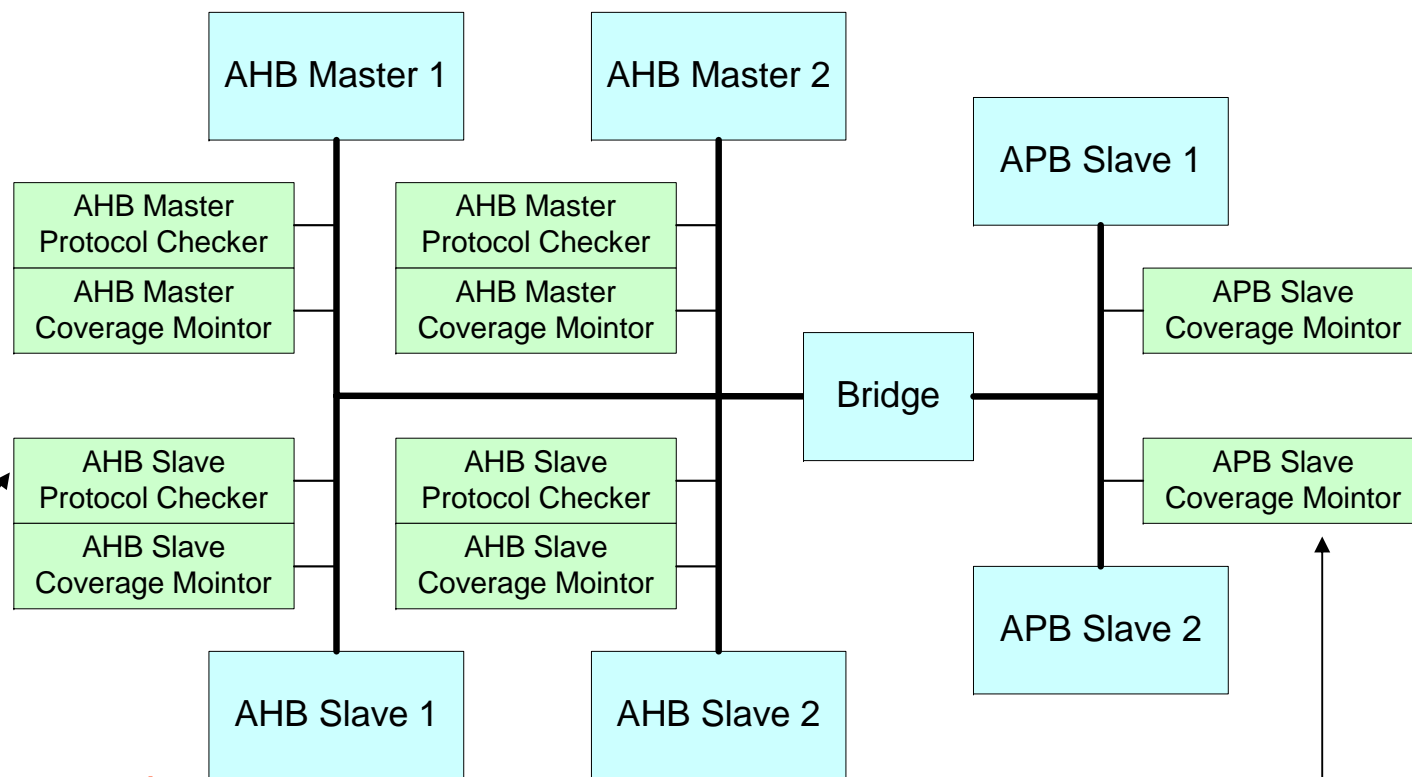 AHB Master 1
AHB Master 2
APB Slave 1
AHB Master
Protocol Checker
AHB Master
Coverage Mointor
AHB Master
Protocol Checker
AHB Master
Coverage Mointor
APB Slave
Coverage Mointor
Bridge
AHB Slave
Protocol Checker
AHB Slave
Coverage Mointor
AHB Slave
Protocol Checker
AHB Slave
Coverage Mointor
APB Slave
Coverage Mointor
APB Slave 2
AHB Slave 1
AHB Slave 2